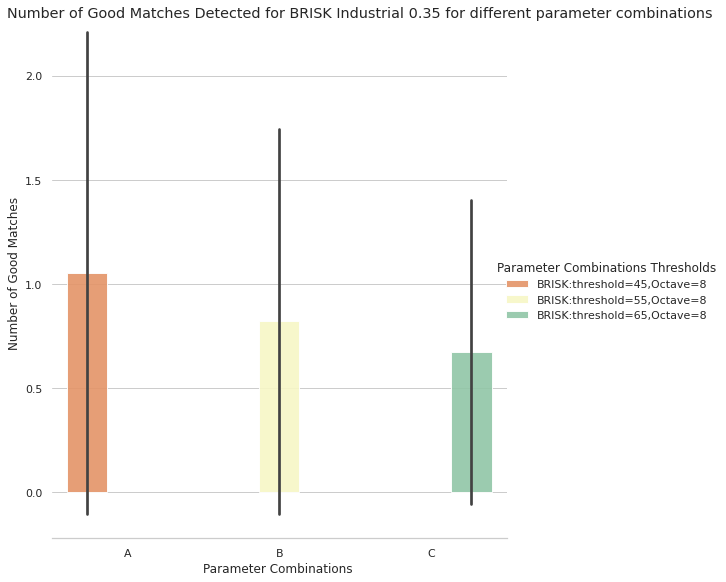 Number of Good Matches Detected for BRISK Industrial 0.35 for different parameter combinations
2.0
1.5
1.0
0.5
0.0
Number of Good Matches
A B C
Parameter Combinations
Parameter Combinations Thresholds
BRISK:threshold=45,Octave=8
BRISK:threshold=55,Octave=8
BRISK:threshold=65,Octave=8